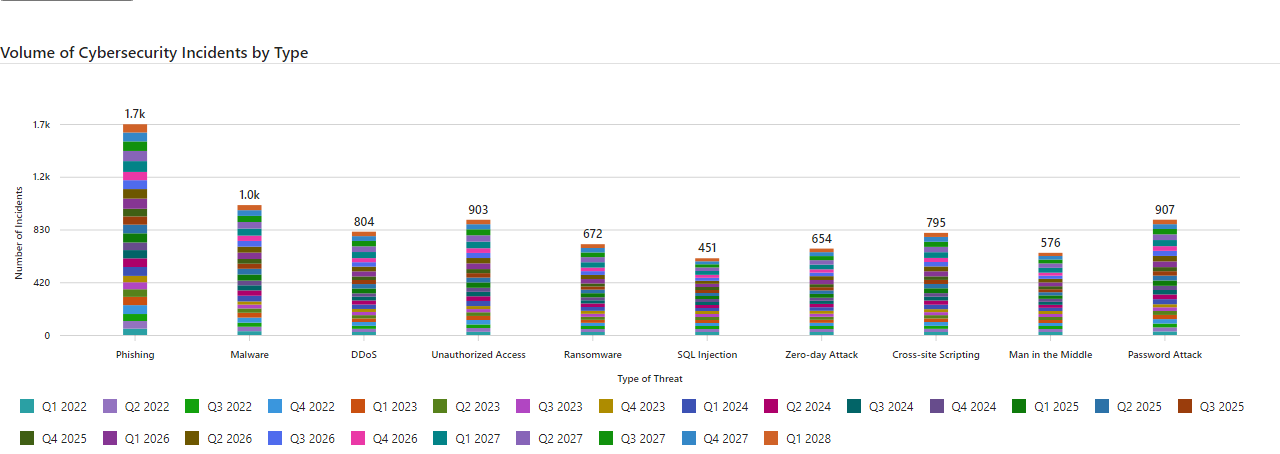 Volume of Cybersecurity Incidents by Type
1.7k
1.7k
1.0k
1.2k
804
903
672
451
654
795
576
907
830
420
0
Number of Incidents
Phishing Malware DDoS Unauthorized Access Ransomware SQL Injection Zero-day Attack Cross-site Scripting Man in the Middle Password Attack
Type of Threat
Q1 2022 Q2 2022 Q3 2022 Q4 2022 Q1 2023 Q2 2023 Q3 2023 Q4 2023 Q1 2024 Q2 2024 Q3 2024 Q4 2024 Q1 2025 Q2 2025 Q3 2025
Q4 2025 Q1 2026 Q2 2026 Q3 2026 Q4 2026 Q1 2027 Q2 2027 Q3 2027 Q4 2027 Q1 2028